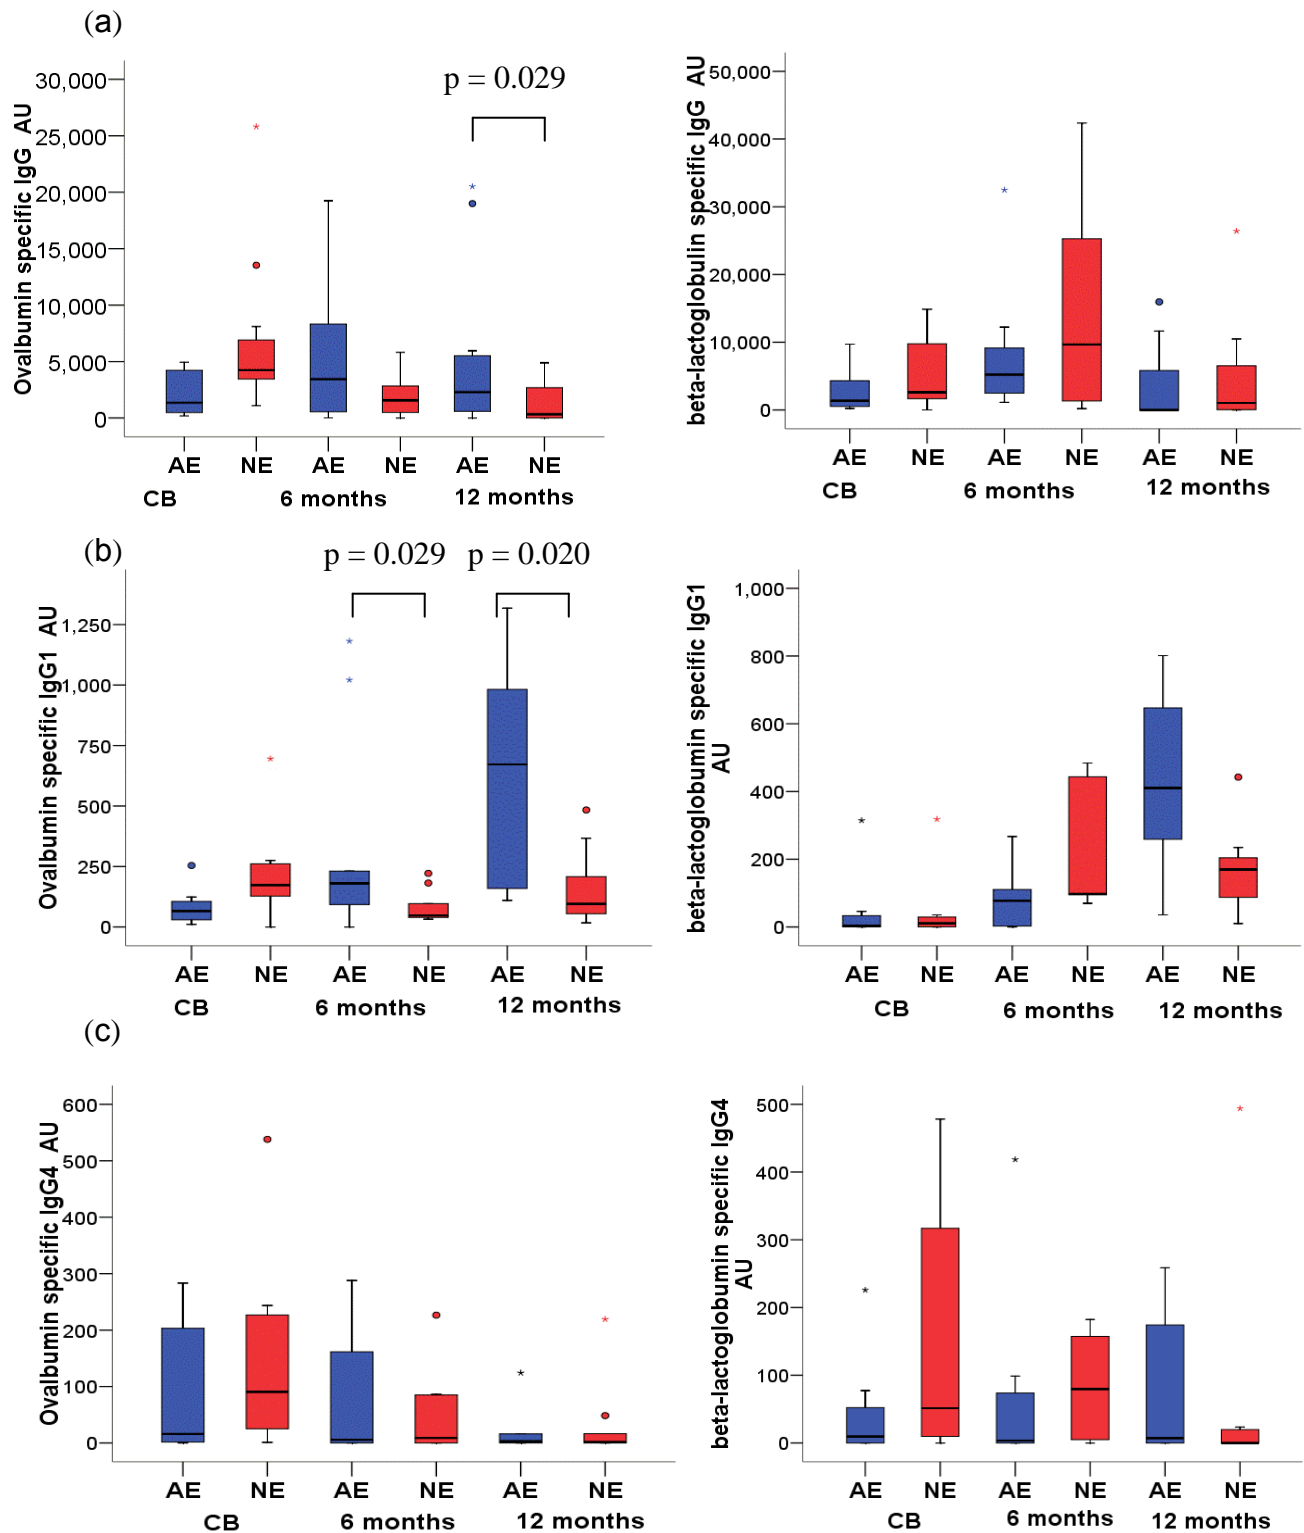 (a)
Ovalbumin specific IgG AU
30,000
25,000
20,000
15,000
10,000
5,000
0
p = 0.029
AE NE AE NE AE NE
CB 6 months 12 months
beta-lactoglobulin specific IgG AU
50,000
40,000
30,000
20,000
10,000
0
AE NE AE NE AE NE
CB 6 months 12 months
(b)
Ovalbumin specific IgG1 AU
1,250
1,000
750
500
250
0
p = 0.029 p = 0.020
AE NE AE NE AE NE
CB 6 months 12 months
beta-lactoglobumin specific IgG1
AU
1,000
800
600
400
200
0
AE NE AE NE AE NE
CB 6 months 12 months
(c)
Ovalbumin specific IgG4 AU
600
500
400
300
200
100
0
AE NE AE NE AE NE
CB 6 months 12 months
beta-lactoglobumin specific IgG4
AU
500
400
300
200
100
0
AE NE AE NE AE NE
CB 6 months 12 months